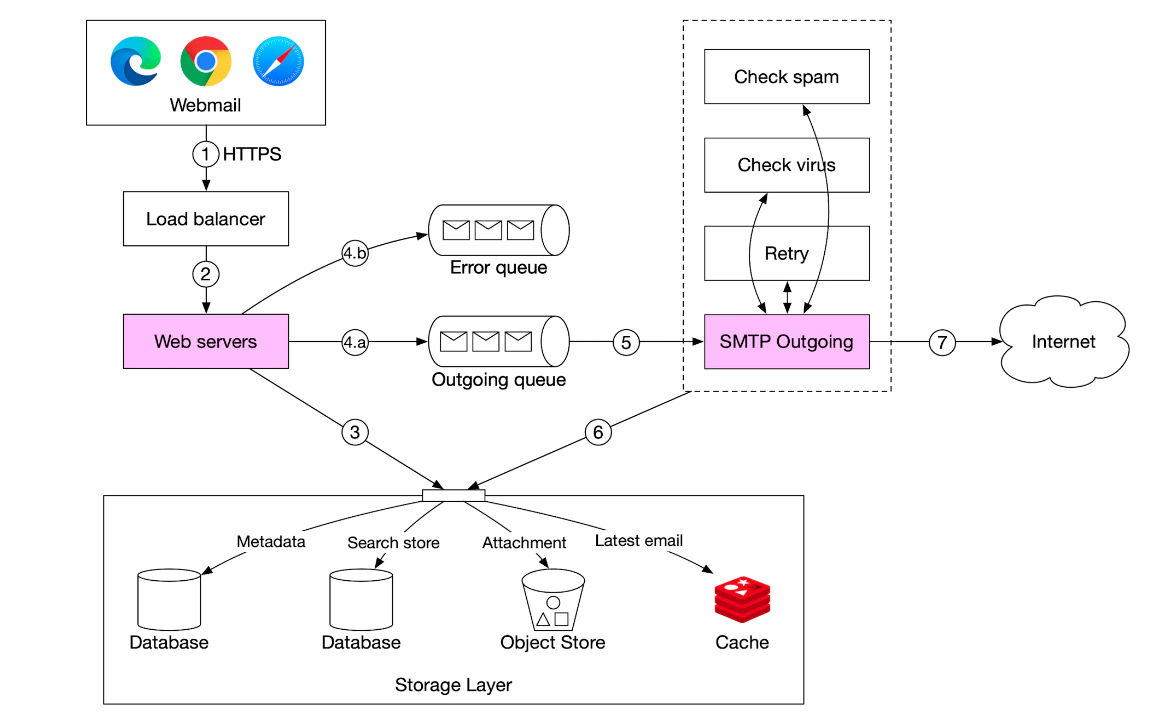 Webmail
1 HTTPS
Load balancer
2
Web servers
4.b
Error queue
4.a
Outgoing queue
5
Check spam
Check virus
Retry
SMTP Outgoing
7
Internet
3
6
Metadata
Search store
Attachment
Latest email
Database
Database
Object Store
Cache
Storage Layer